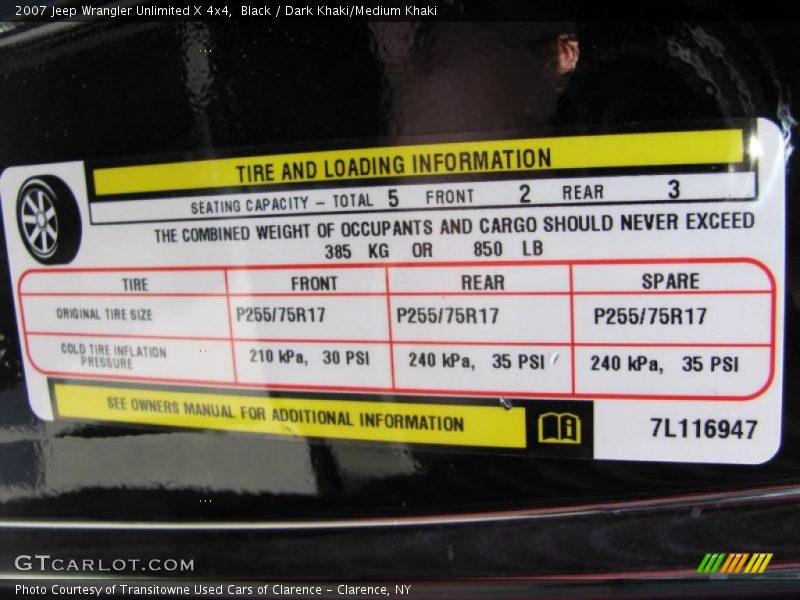 2007 Jeep Wrangler Unlimited X 4x4,  Black / Dark Khaki/Medium Khaki
TIRE AND LOADING INFORMATION
SEATING CAPACITY – TOTAL 5 FRONT 2 REAR 3
THE COMBINED WEIGHT OF OCCUPANTS AND CARGO SHOULD NEVER EXCEED
385 KG OR 850 LB
TIRE FRONT REAR SPARE
ORIGINAL TIRE SIZE P255/75R17 P255/75R17 P255/75R17
COLD TIRE INFLATION PRESSURE 210 kPa, 30 PSI 240 kPa, 35 PSI 240 kPa, 35 PSI
SEE OWNERS MANUAL FOR ADDITIONAL INFORMATION
7L116947
GTCARLOT.COM
Photo Courtesy of Transitowne Used Cars of Clarence – Clarence, NY